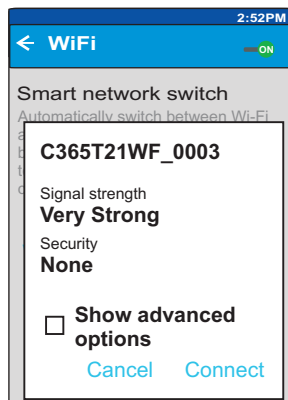 2:52PM
WiFi
ON
Smart network switch
Automatically switch between Wi-Fi
C365T21WF_0003
Signal strength
Very Strong
Security
None
Show advanced
options
Cancel Connect